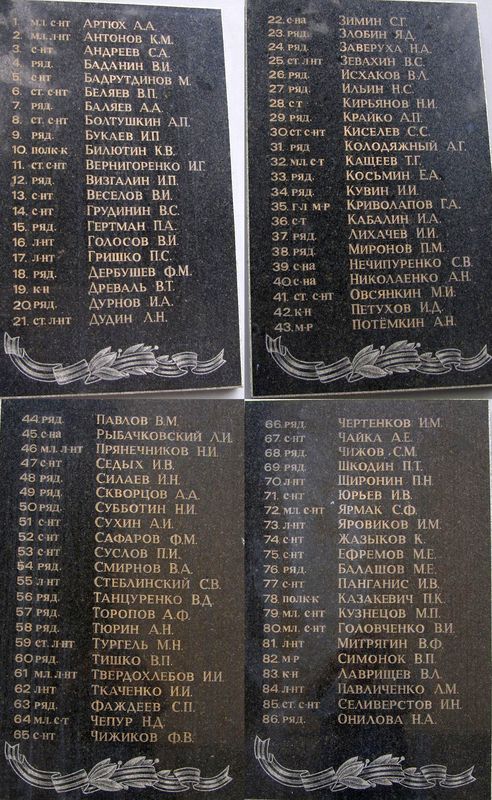 1. мл. с-нт Артюх А.А.
2. мл. л-нт Антонов К.М.
3. с-нт Андреев С.А.
4. ряд. Баданин В.И.
5. с-нт Бадрутдинов М.
6. ст. с-нт Беляев В.П.
7. ряд. Баляев А.А.
8. ст. с-нт Болтушкин А.П.
9. ряд. Букаев И.П
10. полк-к Билютин К.В.
11. ст. с-нт Вернигоренко И.Г.
12. ряд. Визгалин И.П.
13. с-нт Веселов В.И.
14. с-нт Грудинин В.С.
15. ряд. Гертман П.А.
16. л-нт Голосов В.И.
17. л-нт Гришко П.С.
18. ряд. Дербушев Ф.М.
19. к-н Древаль В.Т.
20. ряд. Дурнов И.А.
21. ст. л-нт Дудин Л.Н.
22. с-на Зимин С.Г.
23. ряд. Злобин Я.Д.
24. ряд. Заверуха Н.А.
25. ст. л-нт Зевахин В.С.
26. ряд. Исхаков В.Л.
27. ряд. Ильин Н.С.
28. с-т Кирьянов Н.И.
29. ряд. Крайко А.П.
30 ст. с-нт Киселев С.С.
31. ряд Колодяжный А.Г.
32. мл. с-т Кащеев Т.Г.
33. ряд. Косьмин Е.А.
34. ряд. Кувин И.И.
35. г-л м-р Криволапов Г.А.
36 с-т Кабалин И.А.
37. ряд. Лихачев И.И.
38. ряд. Миронов П.М.
39. с-на Нечипуренко С.В.
40. с-на Николаенко А.Н.
41. ст. с-нт Овсянкин М.И.
42. к-н Петухов И.Д.
43. м-р Потёмкин А.Н.
44. ряд. Павлов В.М.
45. с-на Рыбачковский Л.И.
46 мл. л-нт Прянечников Н.И.
47 с-нт Седых И.В.
48 ряд. Силаев И.Н.
49 ряд. Скворцов А.Д.
50 ряд. Субботин Н.И.
51 с-нт Сухин А.И.
52 с-нт Сафаров Ф.М.
53 с-нт Суслов П.И.
54 ряд. Смирнов В.А.
55 л-нт Стеблинский С.В.
56 ряд. Танцуренко В.Д.
57 ряд. Торопов А.Ф.
58 ряд. Тюрин А.Н.
59 ст. л-нт Тургель М.Н.
60 ряд. Тишко В.П.
61 мл. л-нт Твердохлебов И.И
62 л-нт Ткаченко И.И.
63 ряд. Фаждеев С.П.
64 мл. с-т Чепур Н.Д.
65 с-нт Чижиков Ф.В.
66. ряд. Чертенков И.М.
67. с-нт Чайка А.Е.
68. ряд. Чижов С.М.
69. ряд. Шкодин П.Т.
70. л-нт Широнин П.Н.
71. с-нт Юрьев И.В.
72. мл. с-нт Ярмак С.Ф.
73. л-нт Яровиков И.М.
74. с-нт Жазыков К.
75. с-нт Ефремов М.Е.
76. ряд. Балашов М.Е.
77. с-нт Панганис И.В.
78. полк-к Казакевич П.К.
79. мл. с-нт Кузнецов М.П.
80. мл. с-нт Головченко В.И.
81. л-нт Митрягин В.Ф.
82. м-р Симонок В.П.
83. к-н Лаврищев В.Л.
84. л-нт Павличенко Л.М.
85. ст. с-нт Селиверстов И.Н.
86. ряд. Онилова Н.А.